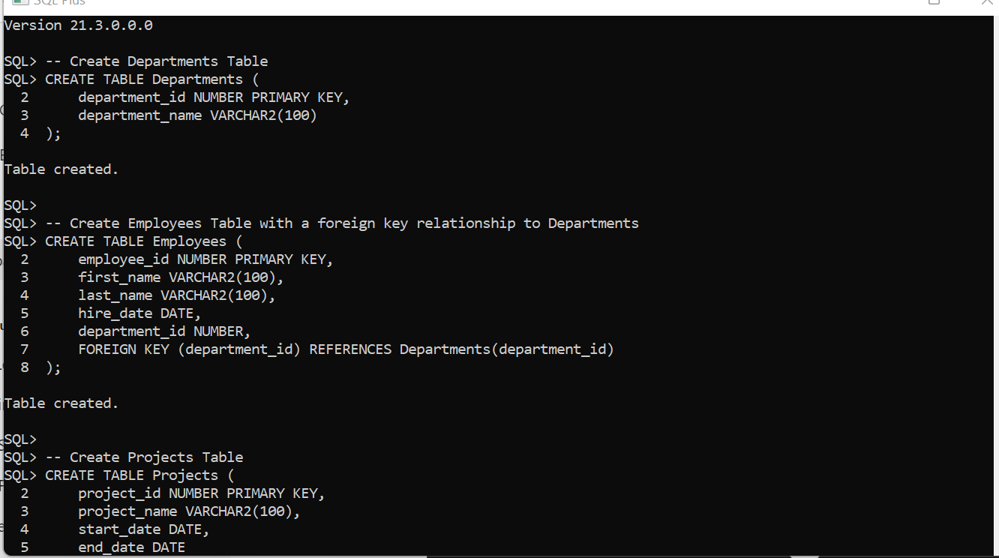 SQL Plus
Version 21.3.0.0.0
SQL> -- Create Departments Table
SQL> CREATE TABLE Departments (
  2      department_id NUMBER PRIMARY KEY,
  3      department_name VARCHAR2(100)
  4  );
Table created.
SQL>
SQL> -- Create Employees Table with a foreign key relationship to Departments
SQL> CREATE TABLE Employees (
  2      employee_id NUMBER PRIMARY KEY,
  3      first_name VARCHAR2(100),
  4      last_name VARCHAR2(100),
  5      hire_date DATE,
  6      department_id NUMBER,
  7      FOREIGN KEY (department_id) REFERENCES Departments(department_id)
  8  );
Table created.
SQL>
SQL> -- Create Projects Table
SQL> CREATE TABLE Projects (
  2      project_id NUMBER PRIMARY KEY,
  3      project_name VARCHAR2(100),
  4      start_date DATE,
  5      end_date DATE